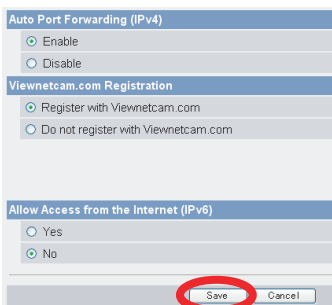 Auto Port Forwarding (IPv4)
Enable
Disable
Viewnetcam.com Registration
Register with Viewnetcam.com
Do not register with Viewnetcam.com
Allow Access from the Internet (IPv6)
Yes
No
Save Cancel